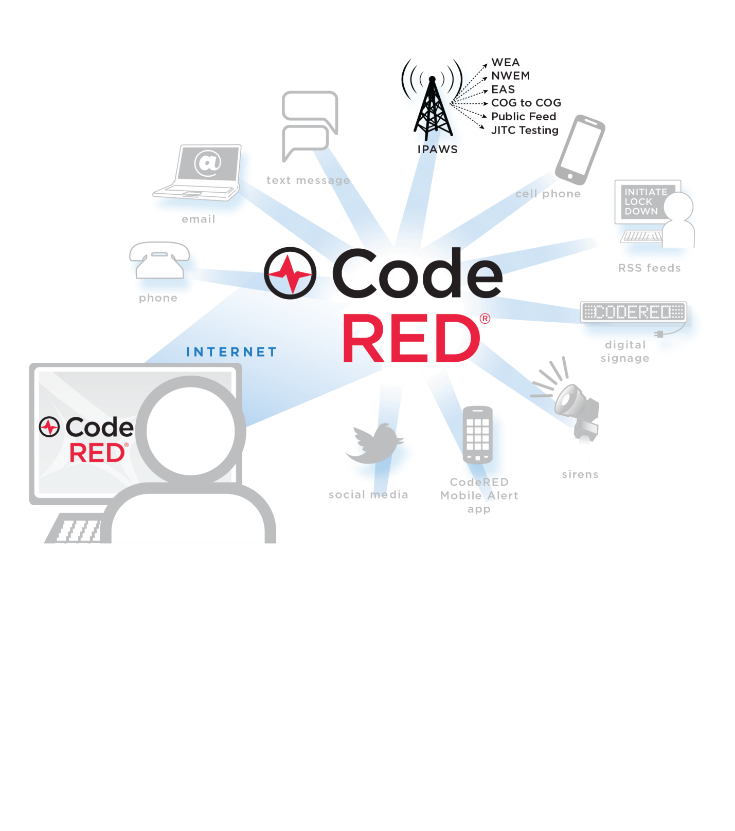 WEA
NWEM
EAS
COG to COG
Public Feed
JITC Testing
IPAWS
text message
@
email
cell phone
INITIATE
LOCK
DOWN
RSS feeds
phone
Code
RED®
CODERED
digital
signage
INTERNET
Code
RED®
sirens
social media
CodeRED
Mobile Alert
app